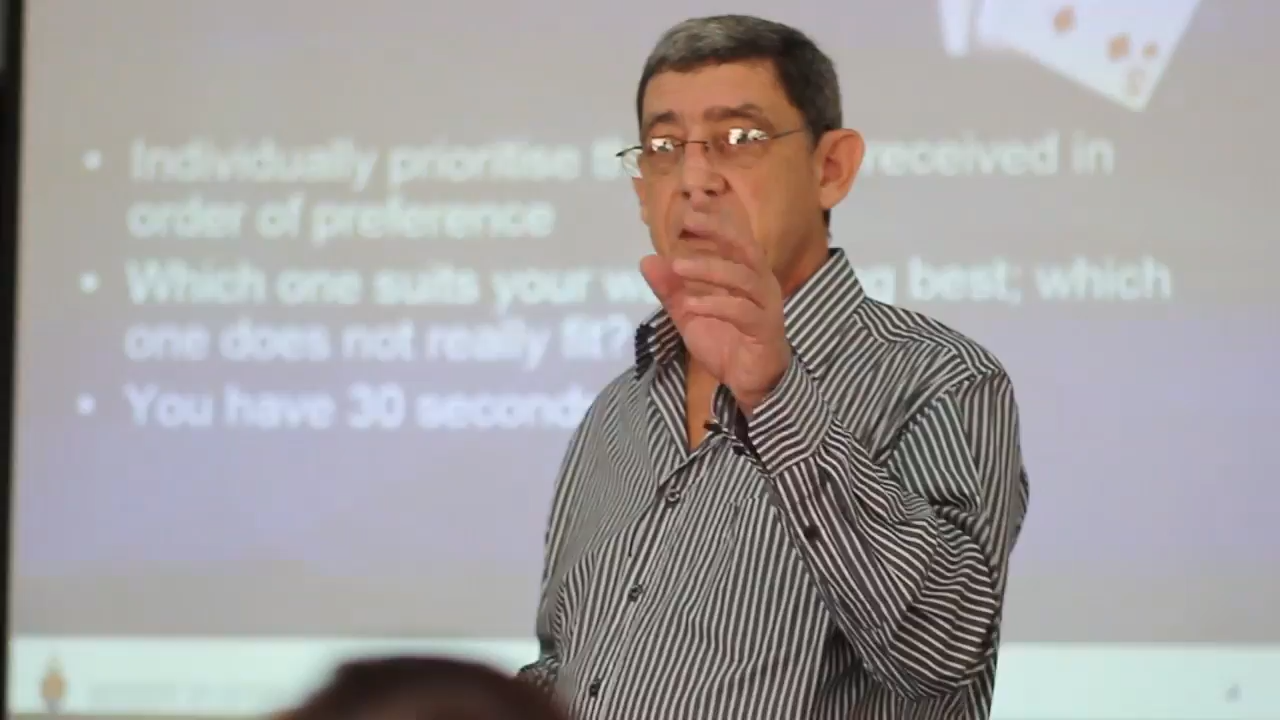 • Individually prioritise received in
order of preference
• Which one suits your best; which
one does not really fit?
• You have 30 second